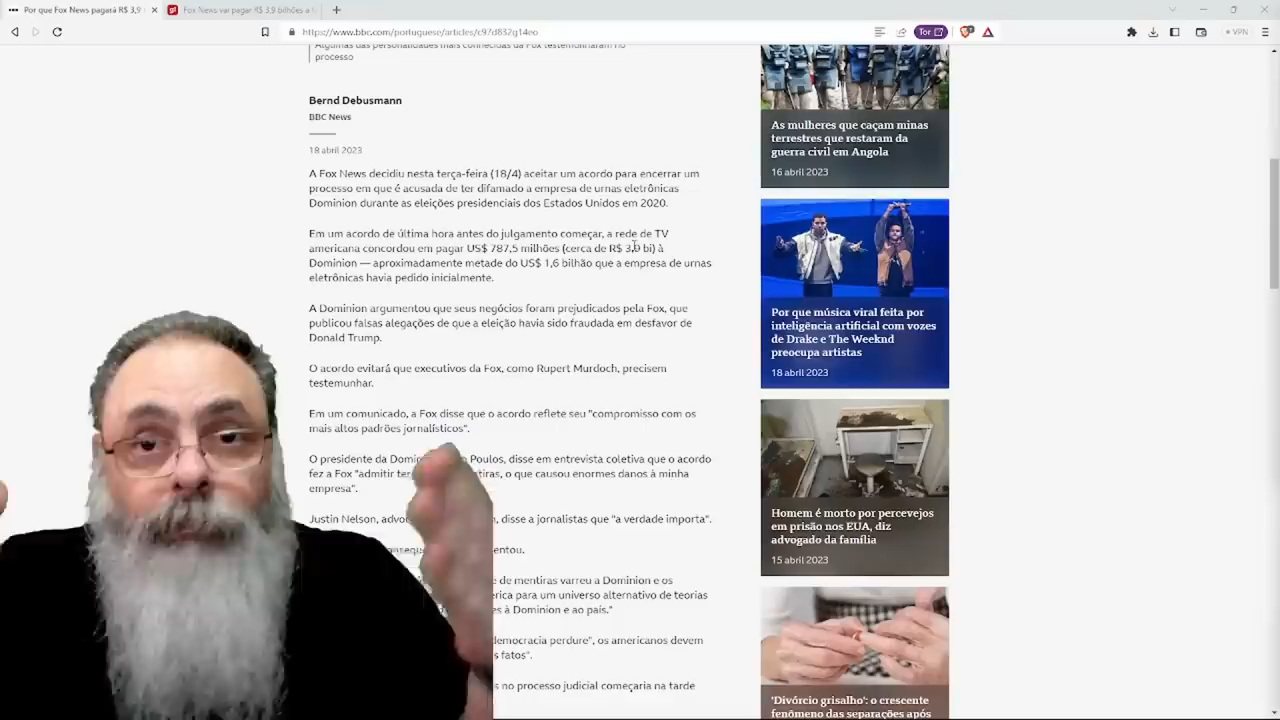 Por que Fox News pagará R$ 3,9
Fox News vai pagar R$ 3,9 bilhões a
https://www.bbc.com/portuguese/articles/c97d832g14eo
Tor
VPN
Algumas das personalidades mais conhecidas da Fox testemunhariam no
processo
Bernd Debusmann
BBC News
18 abril 2023
A Fox News decidiu nesta terça-feira (18/4) aceitar um acordo para encerrar um
processo em que é acusada de ter difamado a empresa de urnas eletrônicas
Dominion durante as eleições presidenciais dos Estados Unidos em 2020.
Em um acordo de última hora antes do julgamento começar, a rede de TV
americana concordou em pagar US$ 787,5 milhões (cerca de R$ 3,9 bi) à
Dominion — aproximadamente metade do US$ 1,6 bilhão que a empresa de urnas
eletrônicas havia pedido inicialmente.
A Dominion argumentou que seus negócios foram prejudicados pela Fox, que
publicou falsas alegações de que a eleição havia sido fraudada em desfavor de
Donald Trump.
O acordo evitará que executivos da Fox, como Rupert Murdoch, precisem
testemunhar.
Em um comunicado, a Fox disse que o acordo reflete seu "compromisso com os
mais altos padrões jornalísticos".
O presidente da Poulos, disse em entrevista coletiva que o acordo
fez a Fox "admitir o que causou enormes danos à minha
empresa".
Justin Nelson, disse a jornalistas que "a verdade importa".
de mentiras varreu a Dominion e os
para um universo alternativo de teorias
à Dominion e ao país."
democracia perdure", os americanos devem
fatos".
no processo judicial começaria na tarde
As mulheres que caçam minas
terrestres que restaram da
guerra civil em Angola
16 abril 2023
Por que música viral feita por
inteligência artificial com vozes
de Drake e The Weeknd
preocupa artistas
18 abril 2023
Homem é morto por percevejos
em prisão nos EUA, diz
advogado da família
15 abril 2023
'Divórcio grisalho': o crescente
fenômeno das separações após